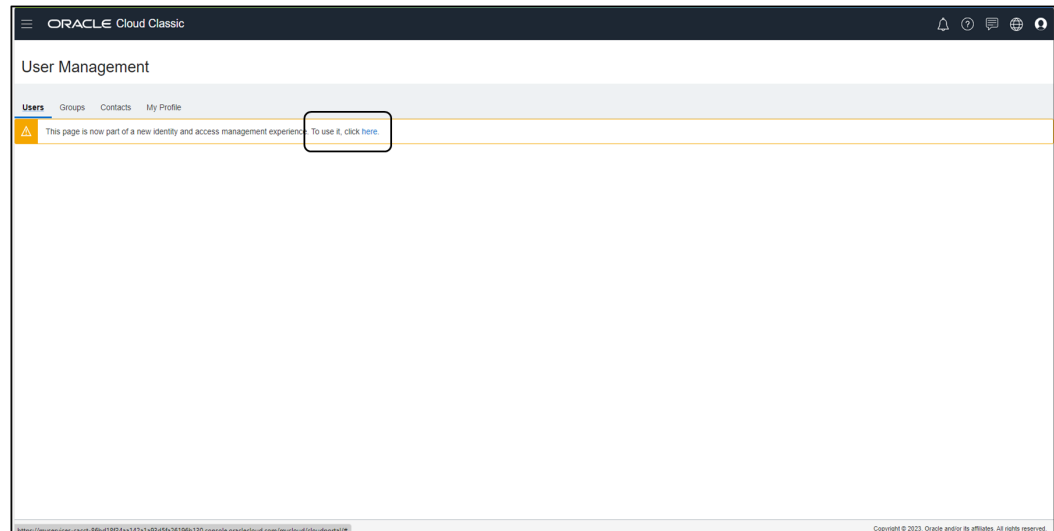 ORACLE Cloud Classic
User Management
Users Groups Contacts My Profile
This page is now part of a new identity and access management experience. To use it, click here.
Copyright © 2023, Oracle and/or its affiliates. All rights reserved.